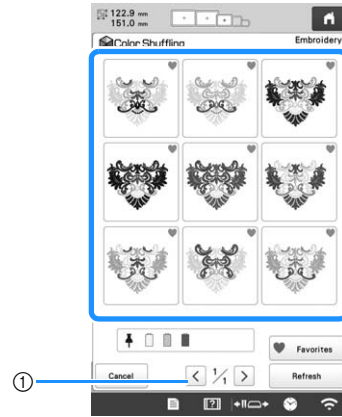 122.9 mm
151.0 mm
Color Shuffling
Embroidery
Favorites
①
Cancel
1/1
Refresh